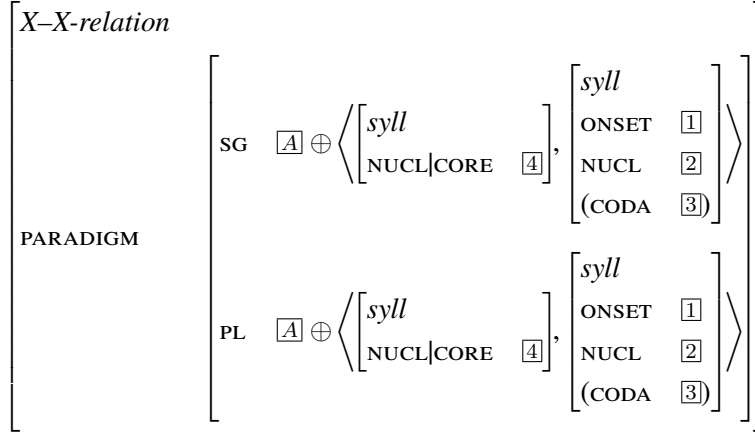 X–X-relation
PARADIGM
SG A ⊕ ⟨[syll NUCL|CORE 4], [syll ONSET 1 NUCL 2 (CODA 3)]⟩
PL A ⊕ ⟨[syll NUCL|CORE 4], [syll ONSET 1 NUCL 2 (CODA 3)]⟩